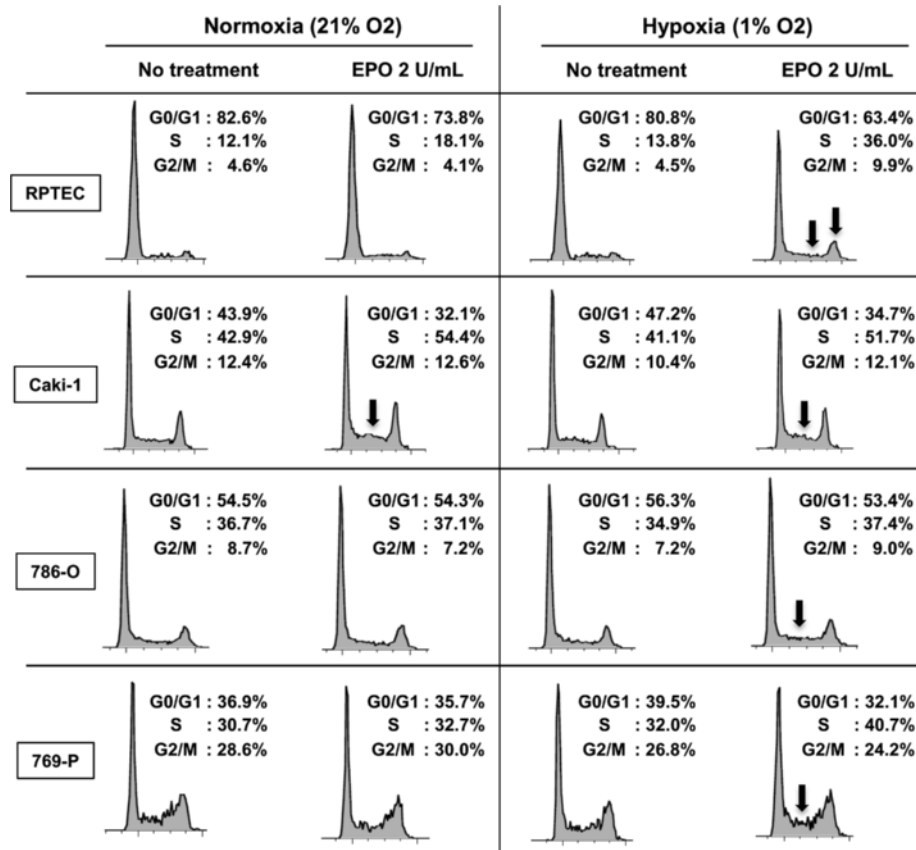 Normoxia (21% O2)
Hypoxia (1% O2)
No treatment
EPO 2 U/mL
No treatment
EPO 2 U/mL
RPTEC
G0/G1 : 82.6%
S : 12.1%
G2/M : 4.6%
G0/G1 : 73.8%
S : 18.1%
G2/M : 4.1%
G0/G1 : 80.8%
S : 13.8%
G2/M : 4.5%
G0/G1 : 63.4%
S : 36.0%
G2/M : 9.9%
Caki-1
G0/G1 : 43.9%
S : 42.9%
G2/M : 12.4%
G0/G1 : 32.1%
S : 54.4%
G2/M : 12.6%
G0/G1 : 47.2%
S : 41.1%
G2/M : 10.4%
G0/G1 : 34.7%
S : 51.7%
G2/M : 12.1%
786-O
G0/G1 : 54.5%
S : 36.7%
G2/M : 8.7%
G0/G1 : 54.3%
S : 37.1%
G2/M : 7.2%
G0/G1 : 56.3%
S : 34.9%
G2/M : 7.2%
G0/G1 : 53.4%
S : 37.4%
G2/M : 9.0%
769-P
G0/G1 : 36.9%
S : 30.7%
G2/M : 28.6%
G0/G1 : 35.7%
S : 32.7%
G2/M : 30.0%
G0/G1 : 39.5%
S : 32.0%
G2/M : 26.8%
G0/G1 : 32.1%
S : 40.7%
G2/M : 24.2%